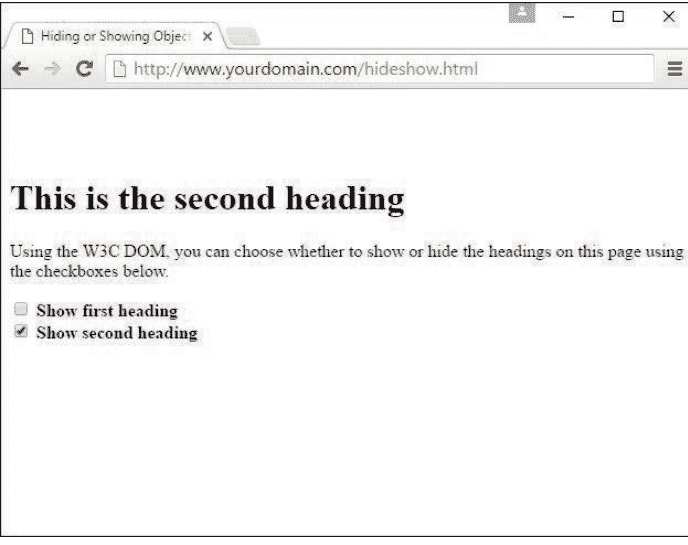 Hiding or Showing Objec
http://www.yourdomain.com/hideshow.html
This is the second heading
Using the W3C DOM, you can choose whether to show or hide the headings on this page using
the checkboxes below.
Show first heading
Show second heading